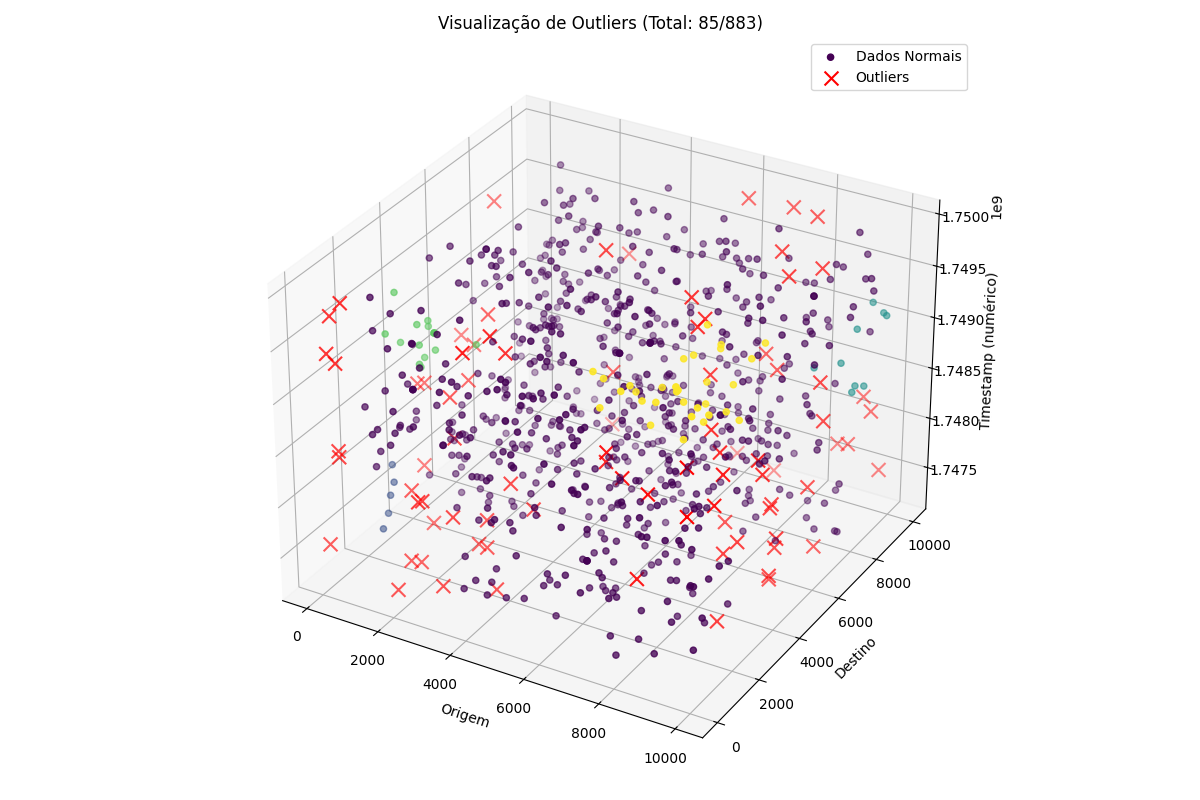 Visualização de Outliers (Total: 85/883)
Dados Normais
Outliers
1e9
1.7500
1.7495
1.7490
1.7485
1.7480
1.7475
Timestamp (numérico)
0
2000
4000
6000
8000
10000
Origem
0
2000
4000
6000
8000
10000
Destino